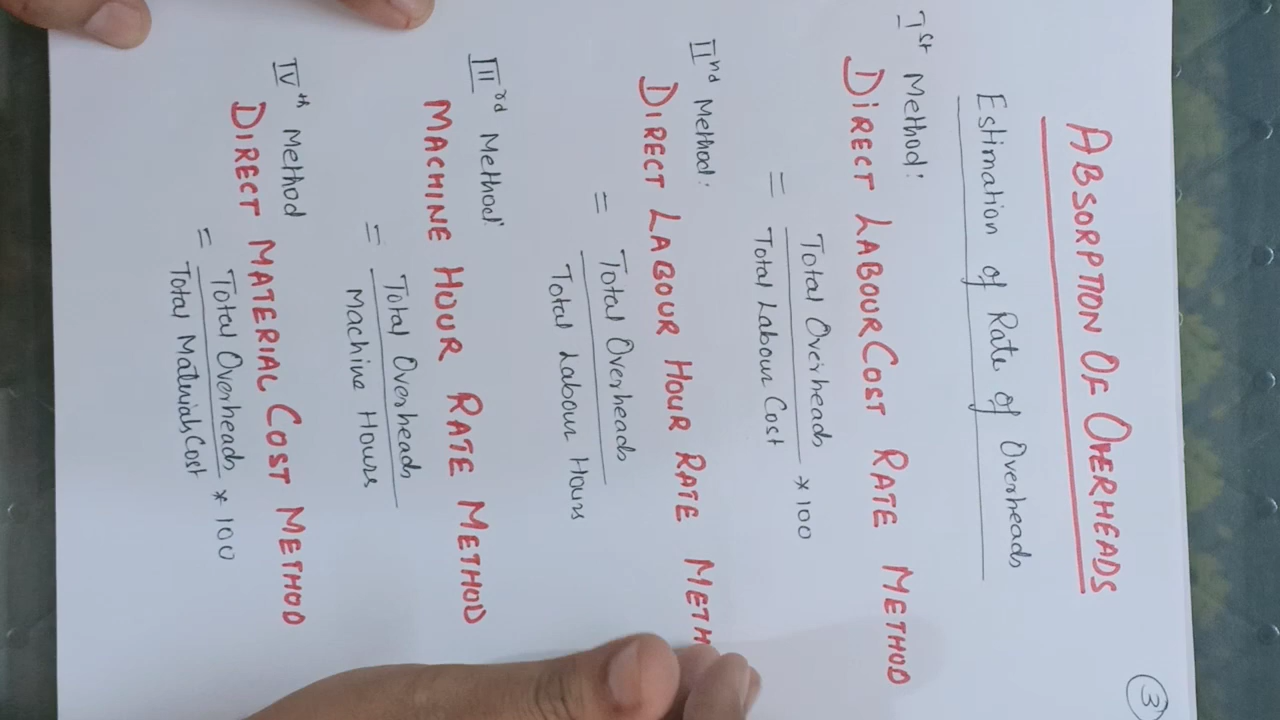 3
ABSORPTION OF OVERHEADS
Estimation of Rate of Overheads
Ist Method:
DIRECT LABOUR COST RATE METHOD
= Total Overheads * 100
Total Labour Cost
IInd Method:
DIRECT LABOUR HOUR RATE METH
= Total Overheads
Total Labour Hours
IIIrd Method:
MACHINE HOUR RATE METHOD
= Total Overheads
Machine Hours
IVth Method
DIRECT MATERIAL COST METHOD
= Total Overheads * 100
Total Materials Cost